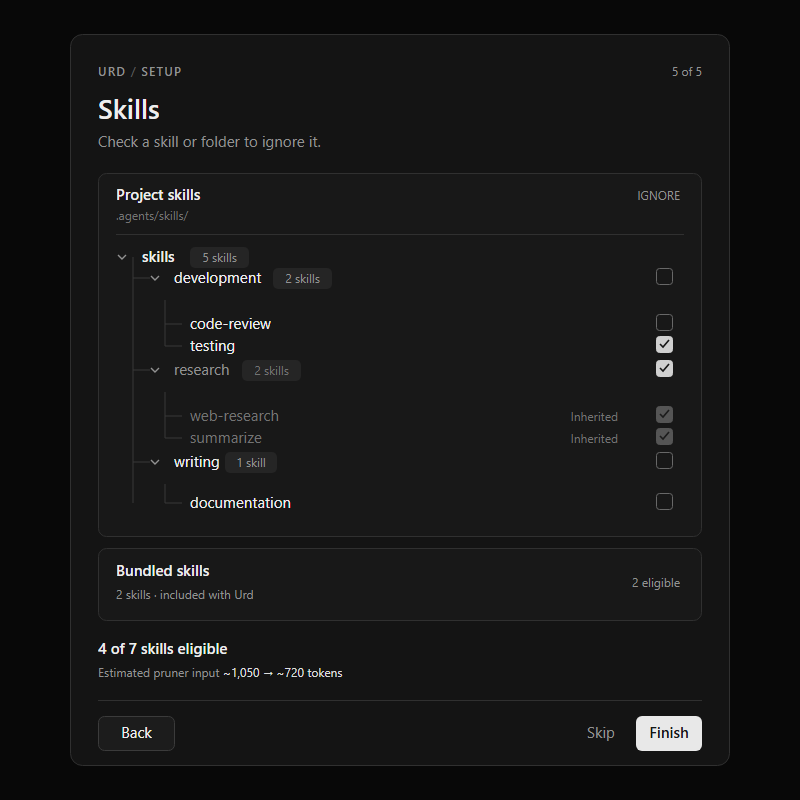 URD / SETUP 5 of 5
Skills
Check a skill or folder to ignore it.
Project skills IGNORE
.agents/skills/
skills 5 skills
development 2 skills
code-review
testing
research 2 skills
web-research Inherited
summarize Inherited
writing 1 skill
documentation
Bundled skills
2 skills · included with Urd 2 eligible
4 of 7 skills eligible
Estimated pruner input ~1,050 → ~720 tokens
Back Skip Finish